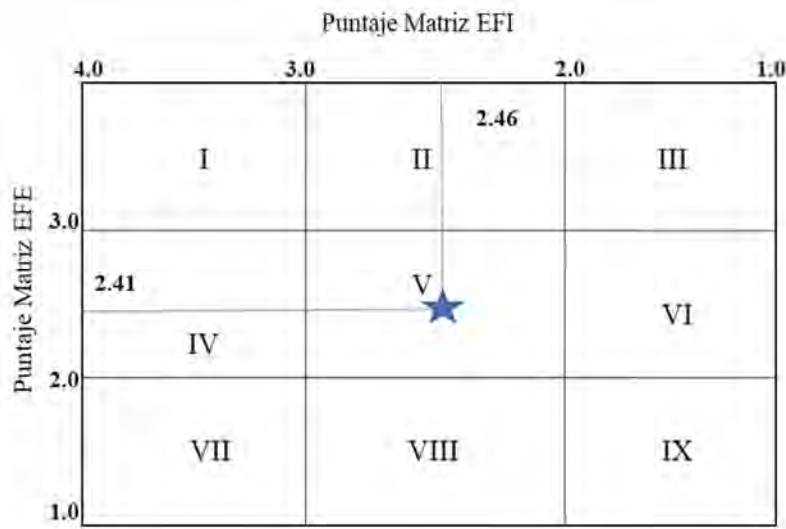 Puntaje Matriz EFI
4.0 3.0 2.0 1.0
2.46
I II III
Puntaje Matriz EFE
3.0
2.41
V
VI
IV
2.0
VII VIII IX
1.0